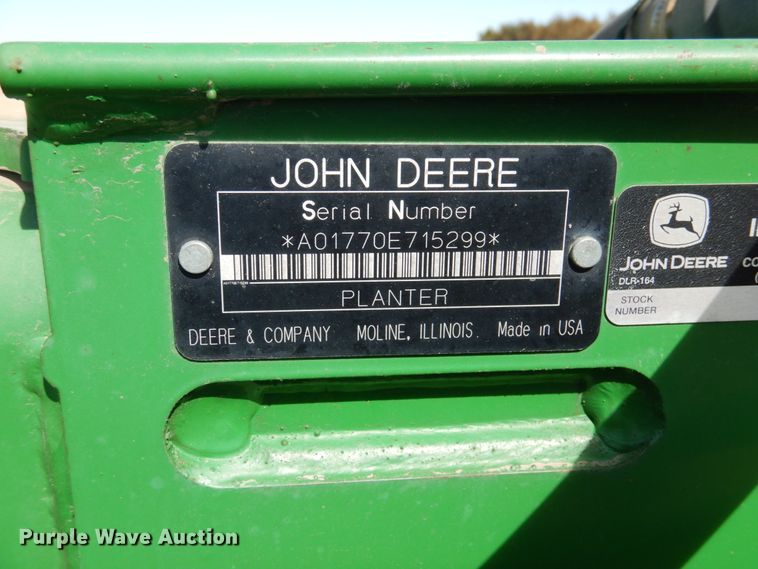 JOHN DEERE
Serial Number
*A01770E715299*
PLANTER
DEERE & COMPANY MOLINE, ILLINOIS. Made in USA
JOHN DEERE
DLR-164
STOCK
NUMBER
Purple Wave Auction